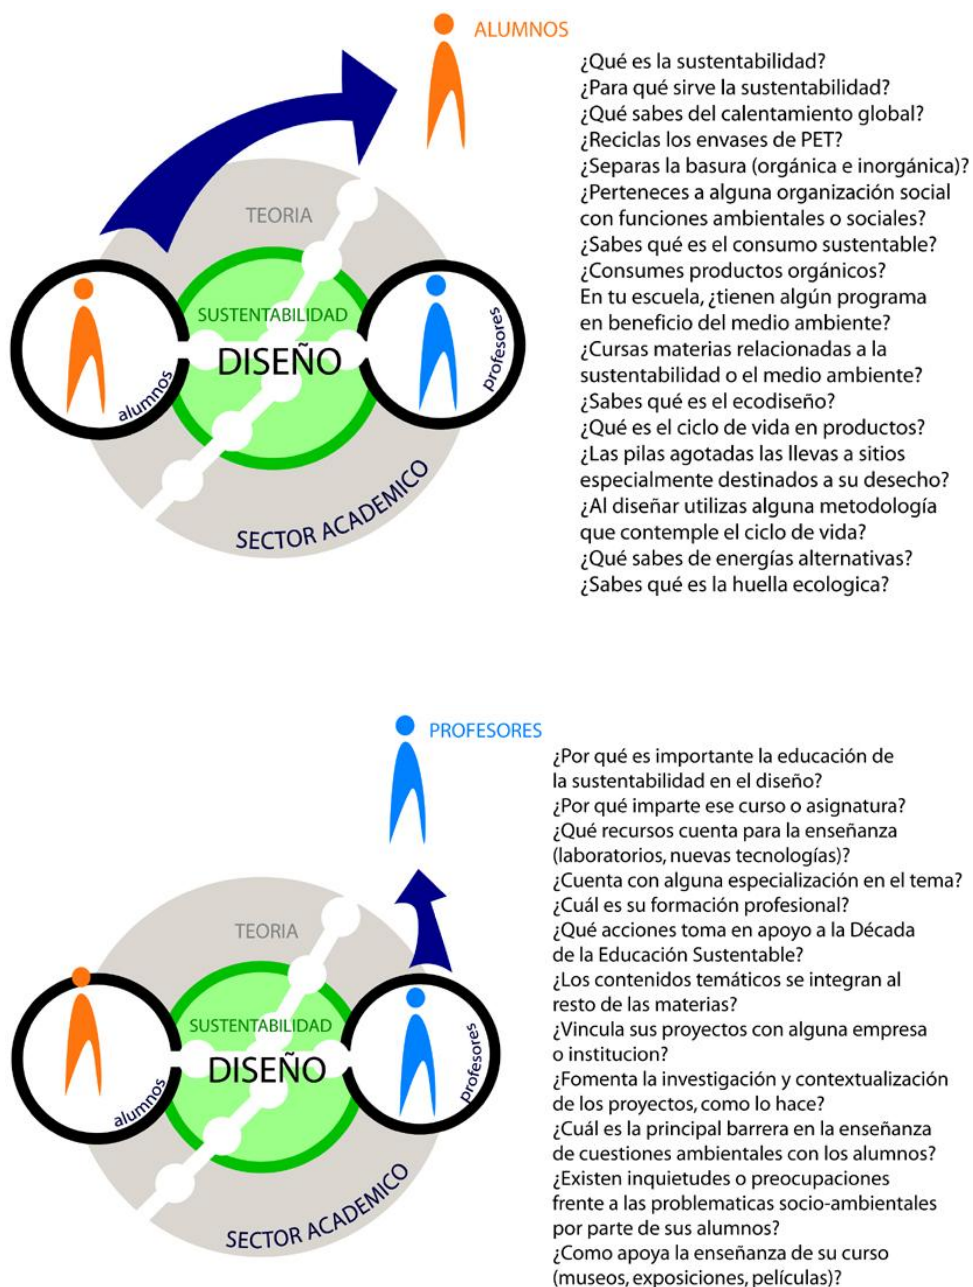 ALUMNOS
¿Qué es la sustentabilidad?
¿Para qué sirve la sustentabilidad?
¿Qué sabes del calentamiento global?
¿Reciclas los envases de PET?
¿Separas la basura (orgánica e inorgánica)?
¿Perteneces a alguna organización social
con funciones ambientales o sociales?
¿Sabes qué es el consumo sustentable?
¿Consumes productos orgánicos?
En tu escuela, ¿tienen algún programa
en beneficio del medio ambiente?
¿Cursas materias relacionadas a la
sustentabilidad o el medio ambiente?
¿Sabes qué es el ecodiseño?
¿Qué es el ciclo de vida en productos?
¿Las pilas agotadas las llevas a sitios
especialmente destinados a su desecho?
¿Al diseñar utilizas alguna metodología
que contemple el ciclo de vida?
¿Qué sabes de energías alternativas?
¿Sabes qué es la huella ecologica?
TEORIA
SUSTENTABILIDAD
DISEÑO
alumnos
profesores
SECTOR ACADEMICO
PROFESORES
¿Por qué es importante la educación de
la sustentabilidad en el diseño?
¿Por qué imparte ese curso o asignatura?
¿Qué recursos cuenta para la enseñanza
(laboratorios, nuevas tecnologías)?
¿Cuenta con alguna especialización en el tema?
¿Cuál es su formación profesional?
¿Qué acciones toma en apoyo a la Década
de la Educación Sustentable?
¿Los contenidos temáticos se integran al
resto de las materias?
¿Vincula sus proyectos con alguna empresa
o institucion?
¿Fomenta la investigación y contextualización
de los proyectos, como lo hace?
¿Cuál es la principal barrera en la enseñanza
de cuestiones ambientales con los alumnos?
¿Existen inquietudes o preocupaciones
frente a las problematicas socio-ambientales
por parte de sus alumnos?
¿Como apoya la enseñanza de su curso
(museos, exposiciones, películas)?
TEORIA
SUSTENTABILIDAD
DISEÑO
alumnos
profesores
SECTOR ACADEMICO